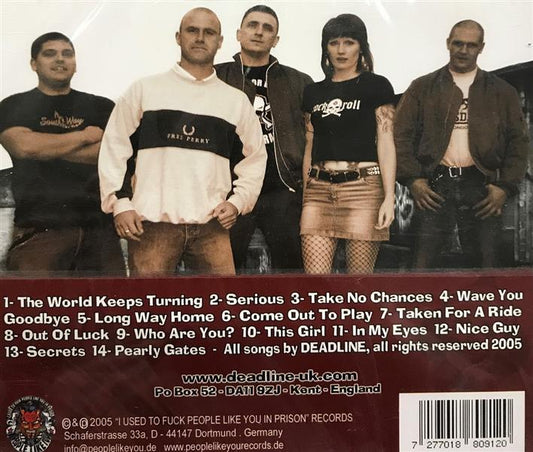 South Way
FRED PERRY
rock roll
1- The World Keeps Turning 2- Serious 3- Take No Chances 4- Wave You
Goodbye 5- Long Way Home 6- Come Out To Play 7- Taken For A Ride
8- Out Of Luck 9- Who Are You? 10- This Girl 11- In My Eyes 12- Nice Guy
13- Secrets 14- Pearly Gates - All songs by DEADLINE, all rights reserved 2005
www.deadline-uk.com
Po Box 52 - DA11 9ZJ - Kent - England
©&℗ 2005 "I USED TO FUCK PEOPLE LIKE YOU IN PRISON" RECORDS
Schaferstrasse 33a, D - 44147 Dortmund . Germany
info@peoplelikeyou.de www.peoplelikeyourecords.de
7 277018 809120